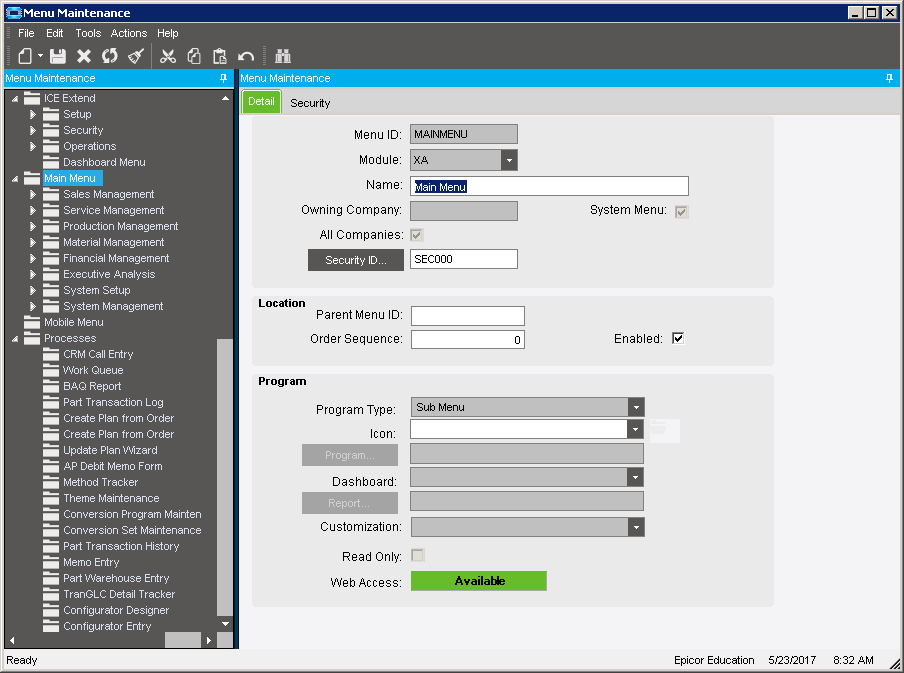 Menu Maintenance
File Edit Tools Actions Help
Menu Maintenance
ICE Extend
Setup
Security
Operations
Dashboard Menu
Main Menu
Sales Management
Service Management
Production Management
Material Management
Financial Management
Executive Analysis
System Setup
System Management
Mobile Menu
Processes
CRM Call Entry
Work Queue
BAQ Report
Part Transaction Log
Create Plan from Order
Create Plan from Order
Update Plan Wizard
AP Debit Memo Form
Method Tracker
Theme Maintenance
Conversion Program Mainten
Conversion Set Maintenance
Part Transaction History
Memo Entry
Part Warehouse Entry
TranGLC Detail Tracker
Configurator Designer
Configurator Entry
Menu Maintenance
Detail Security
Menu ID: MAINMENU
Module: XA
Name: Main Menu
Owning Company: System Menu:
All Companies:
Security ID... SEC000
Location
Parent Menu ID:
Order Sequence: 0 Enabled:
Program
Program Type: Sub Menu
Icon:
Program...
Dashboard:
Report...
Customization:
Read Only:
Web Access: Available
Ready Epicor Education 5/23/2017 8:32 AM